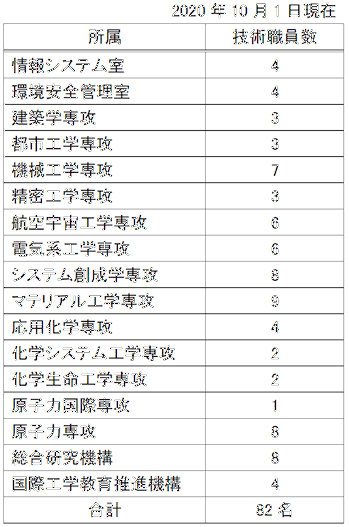 2020年10月1日現在
所属 技術職員数
情報システム室 4
環境安全管理室 4
建築学専攻 3
都市工学専攻 3
機械工学専攻 7
精密工学専攻 3
航空宇宙工学専攻 6
電気系工学専攻 6
システム創成学専攻 8
マテリアル工学専攻 9
応用化学専攻 4
化学システム工学専攻 2
化学生命工学専攻 2
原子力国際専攻 1
原子力専攻 8
総合研究機構 8
国際工学教育推進機構 4
合計 82名